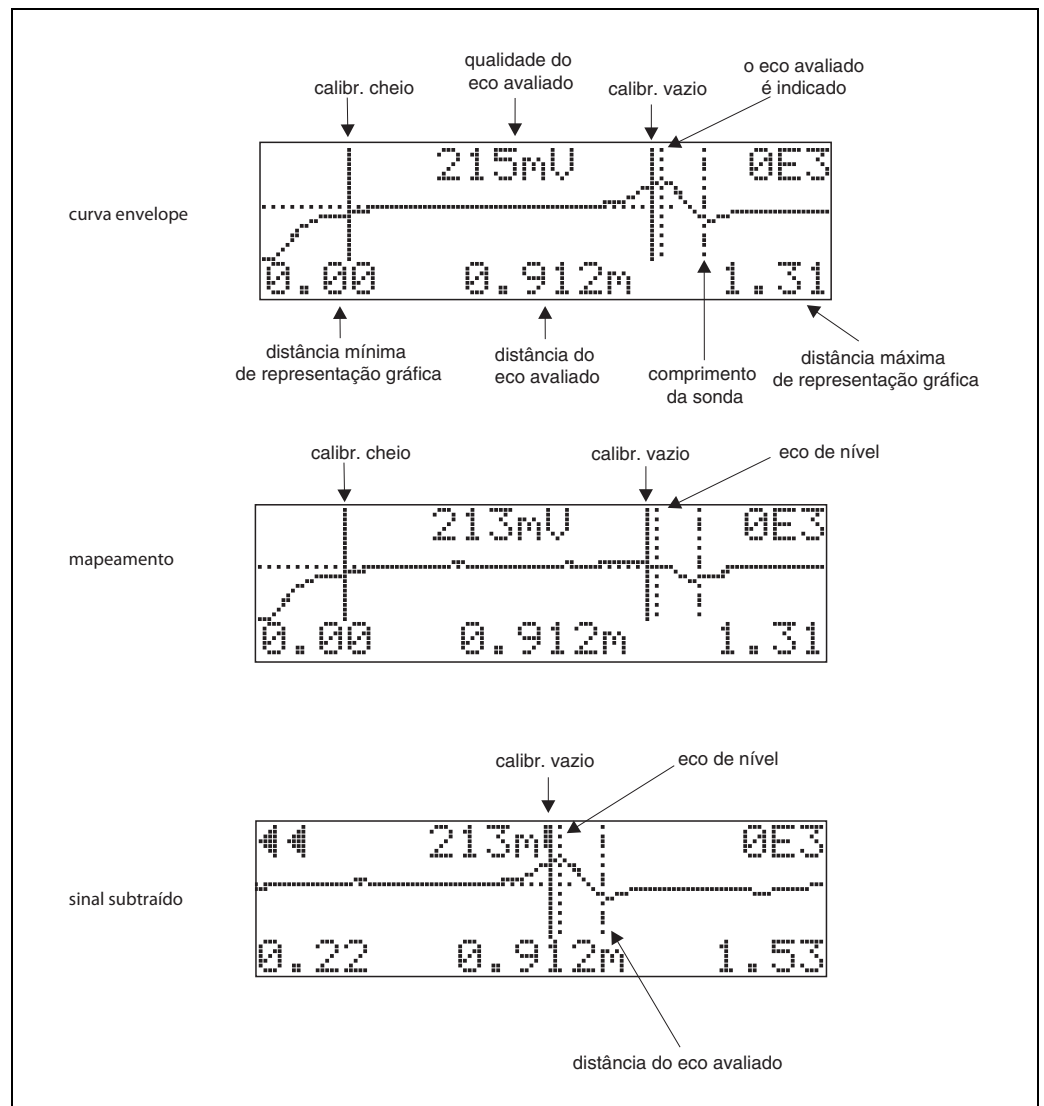 qualidade do
eco avaliado
o eco avaliado
é indicado
calibr. cheio
calibr. vazio
215mV
0E3
curva envelope
0.00
0.912m
1.31
distância mínima
de representação gráfica
distância do
eco avaliado
comprimento
da sonda
distância máxima
de representação gráfica
calibr. cheio
calibr. vazio
eco de nível
213mV
0E3
mapeamento
0.00
0.912m
1.31
calibr. vazio
eco de nível
213m
0E3
sinal subtraído
0.22
0.912m
1.53
distância do eco avaliado